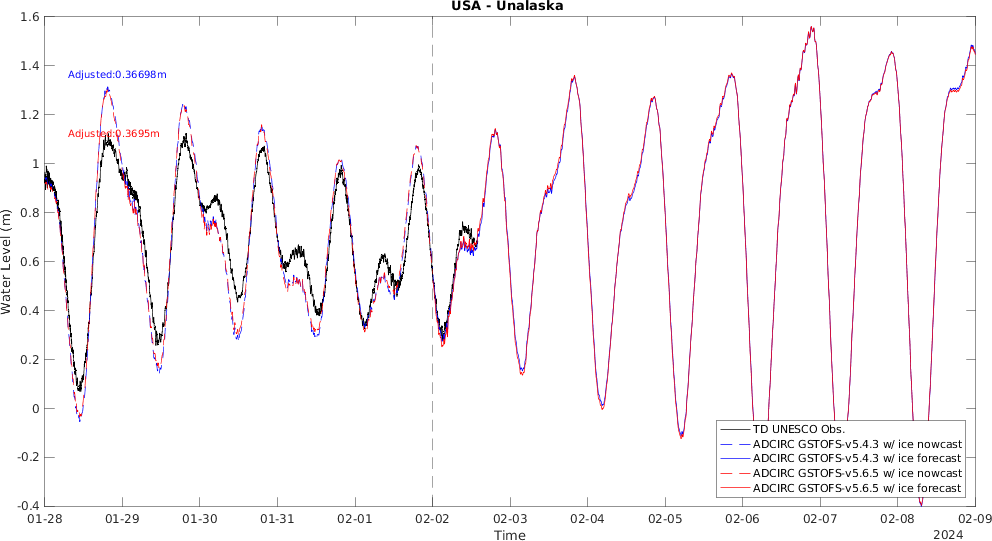 USA - Unalaska
1.6
1.4
1.2
1
0.8
0.6
0.4
0.2
0
-0.2
-0.4
Water Level (m)
Adjusted:0.36698m
Adjusted:0.3695m
TD UNESCO Obs.
ADCIRC GSTOFS-v5.4.3 w/ ice nowcast
ADCIRC GSTOFS-v5.4.3 w/ ice forecast
ADCIRC GSTOFS-v5.6.5 w/ ice nowcast
ADCIRC GSTOFS-v5.6.5 w/ ice forecast
01-28 01-29 01-30 01-31 02-01 02-02 02-03 02-04 02-05 02-06 02-07 02-08 02-09
Time
2024